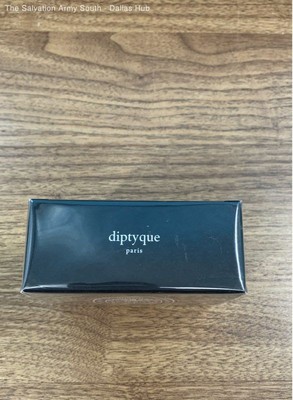 The Salvation Army South - Dallas Hub
diptyque
paris